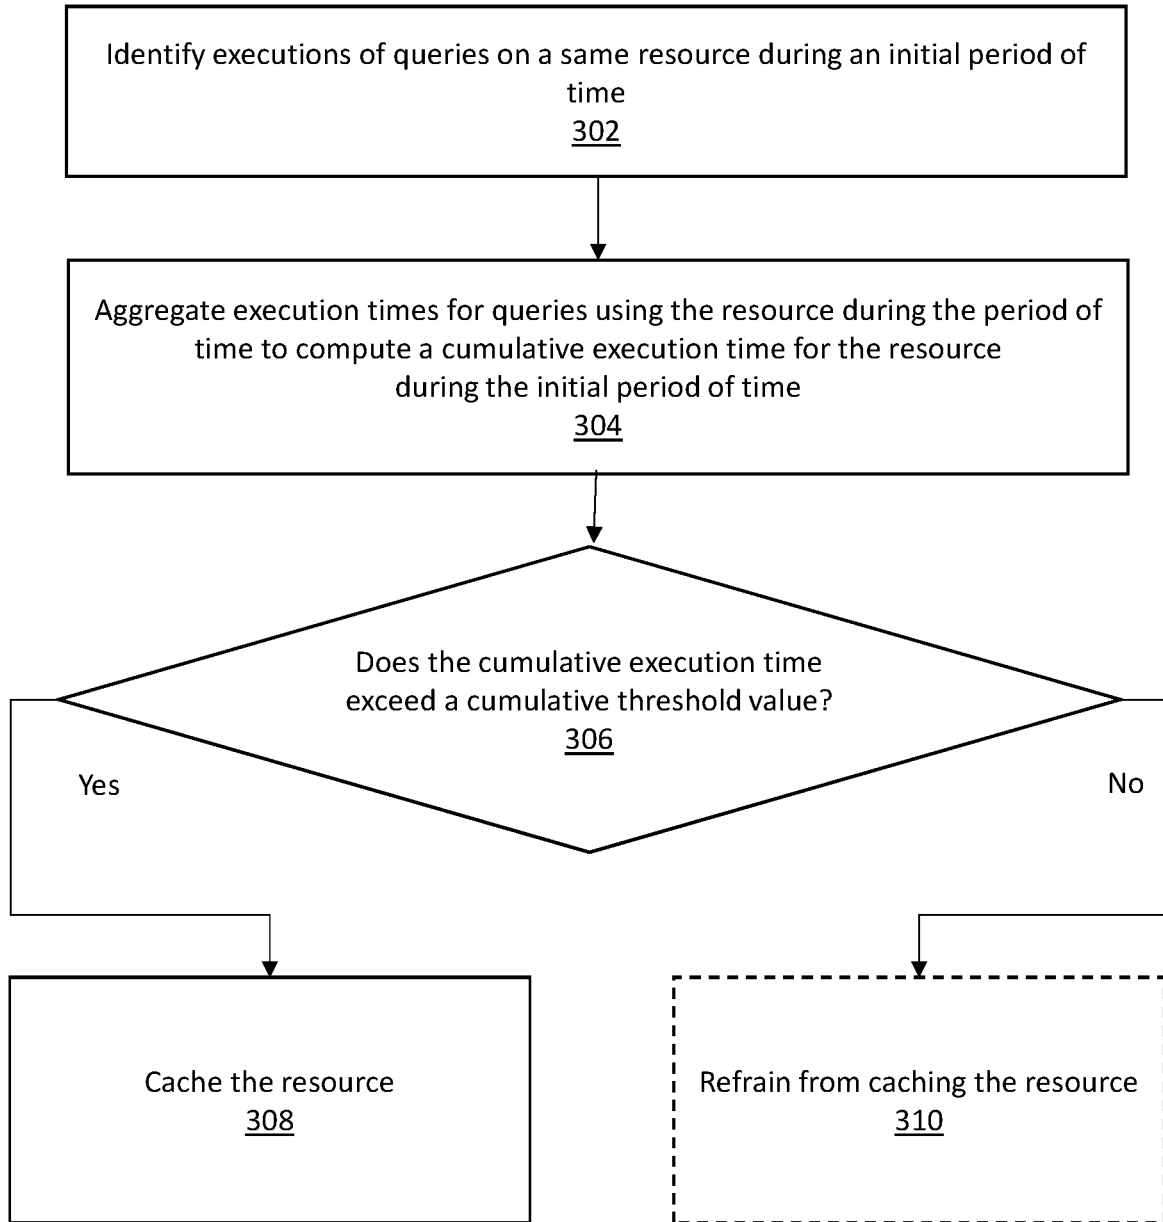 Identify executions of queries on a same resource during an initial period of
time
302
Aggregate execution times for queries using the resource during the period of
time to compute a cumulative execution time for the resource
during the initial period of time
304
Does the cumulative execution time
exceed a cumulative threshold value?
306
Yes
No
Cache the resource
308
Refrain from caching the resource
310